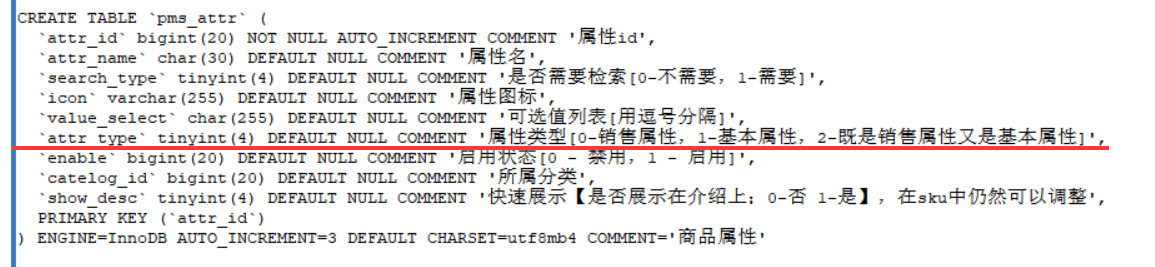 CREATE TABLE `pms_attr` (
`attr_id` bigint(20) NOT NULL AUTO_INCREMENT COMMENT '属性id',
`attr_name` char(30) DEFAULT NULL COMMENT '属性名',
`search_type` tinyint(4) DEFAULT NULL COMMENT '是否需要检索[0-不需要，1-需要]',
`icon` varchar(255) DEFAULT NULL COMMENT '属性图标',
`value_select` char(255) DEFAULT NULL COMMENT '可选值列表[用逗号分隔]',
`attr_type` tinyint(4) DEFAULT NULL COMMENT '属性类型[0-销售属性，1-基本属性，2-既是销售属性又是基本属性]',
`enable` bigint(20) DEFAULT NULL COMMENT '启用状态[0 - 禁用，1 - 启用]',
`catelog_id` bigint(20) DEFAULT NULL COMMENT '所属分类',
`show_desc` tinyint(4) DEFAULT NULL COMMENT '快速展示【是否展示在介绍上；0-否 1-是】，在sku中仍然可以调整',
PRIMARY KEY (`attr_id`)
) ENGINE=InnoDB AUTO_INCREMENT=3 DEFAULT CHARSET=utf8mb4 COMMENT='商品属性'